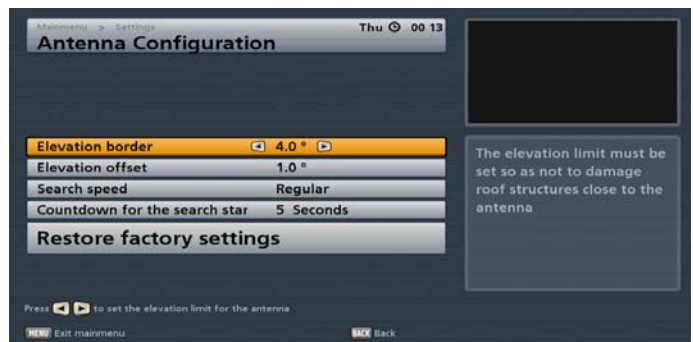 Mainmenu > Settings
Antenna Configuration
Thu 00 13
Elevation border 4.0 °
Elevation offset 1.0 °
Search speed Regular
Countdown for the search star 5 Seconds
Restore factory settings
The elevation limit must be
set so as not to damage
roof structures close to the
antenna
Press to set the elevation limit for the antenna
MENU Exit mainmenu
BACK Back